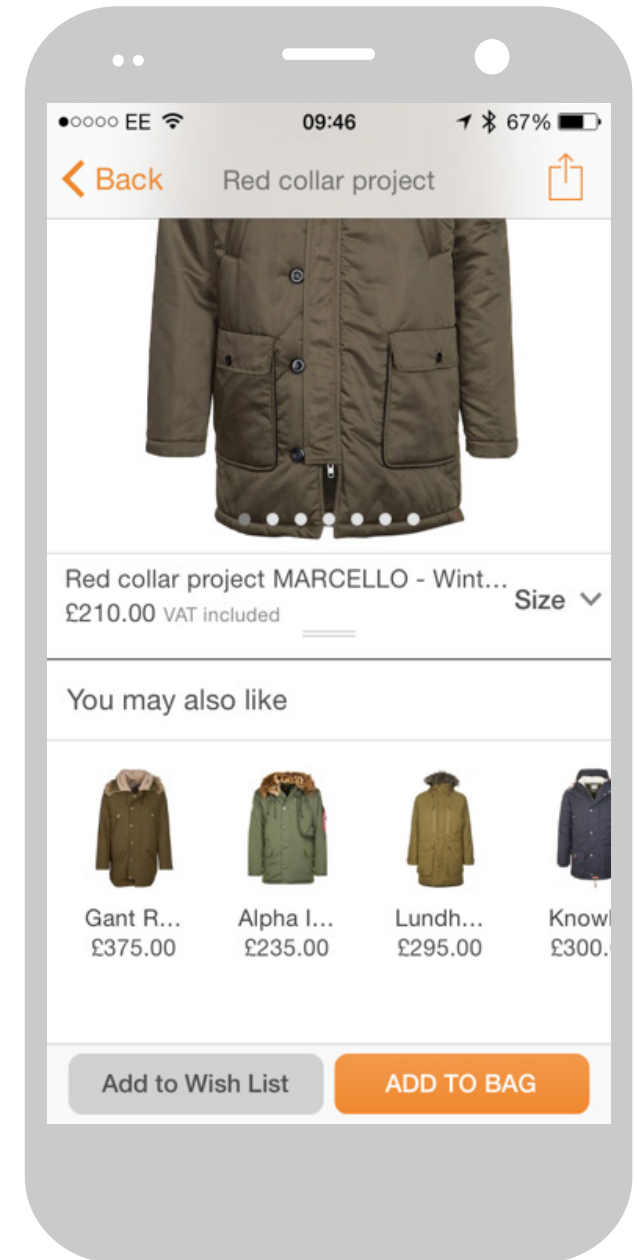 EE 09:46 67%
Back Red collar project
Red collar project MARCELLO - Wint... Size
£210.00 VAT included
You may also like
Gant R... Alpha I... Lundh... Knowl
£375.00 £235.00 £295.00 £300.
Add to Wish List ADD TO BAG